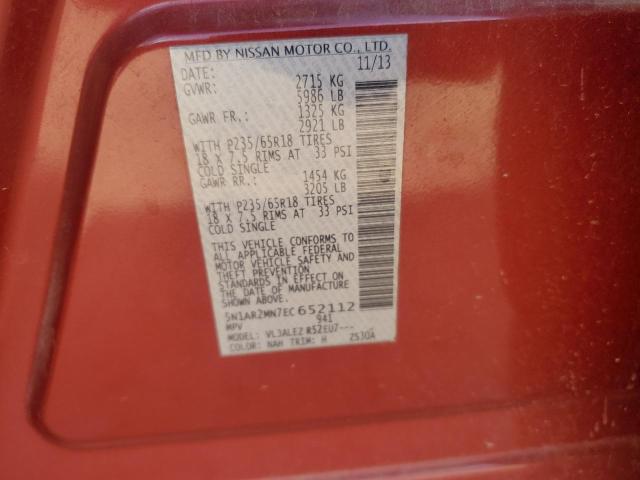 MFD BY NISSAN MOTOR CO., LTD.
DATE: 11/13
GVWR: 2715 KG
5986 LB
GAWR FR.: 1325 KG
2921 LB
WITH P235/65R18 TIRES
18 X 7.5 RIMS AT 33 PSI
COLD SINGLE
GAWR RR.: 1454 KG
3205 LB
WITH P235/65R18 TIRES
18 X 7.5 RIMS AT 33 PSI
COLD SINGLE
THIS VEHICLE CONFORMS TO
ALL APPLICABLE FEDERAL
MOTOR VEHICLE SAFETY AND
THEFT PREVENTION
STANDARDS IN EFFECT ON
THE DATE OF MANUFACTURE
SHOWN ABOVE.
5N1AR2MN7EC652112
MPV 941
MODEL: VLJALEZ R52EU7---
COLOR: NAH TRIM: H 2530A